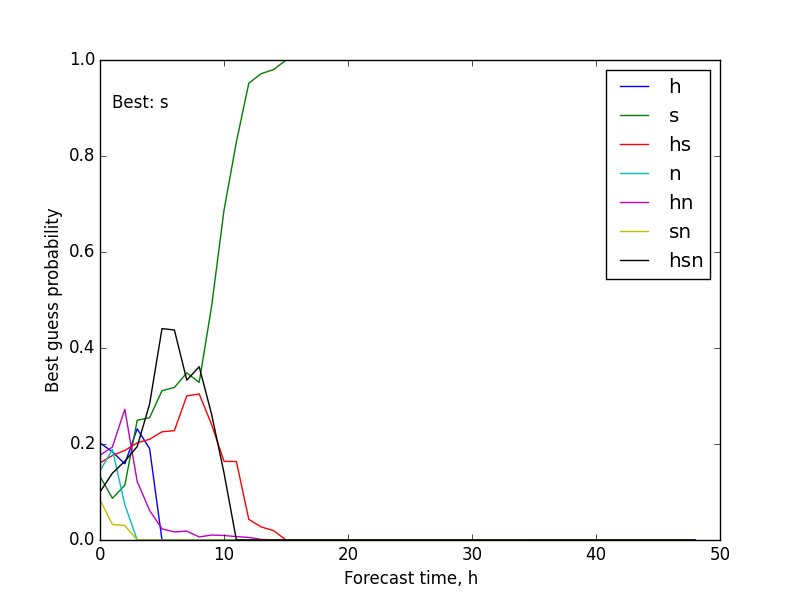 1.0
0.8
0.6
0.4
0.2
0.0
Best guess probability
Best: s
h
s
hs
n
hn
sn
hsn
0 10 20 30 40 50
Forecast time, h